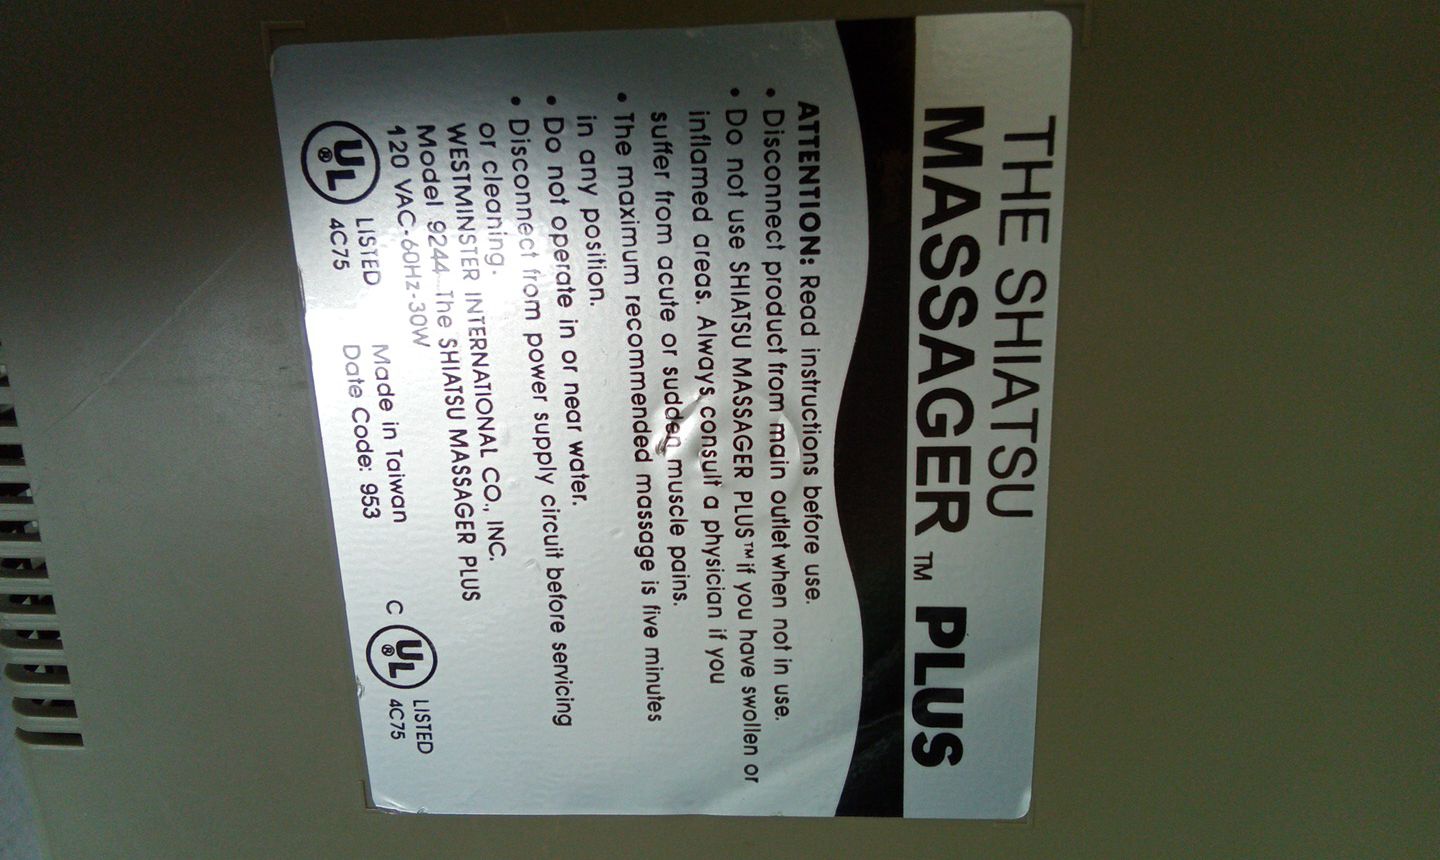 THE SHIATSU
MASSAGER™ PLUS
ATTENTION: Read instructions before use.
• Disconnect product from main outlet when not in use.
• Do not use SHIATSU MASSAGER PLUS™ if you have swollen or
inflamed areas. Always consult a physician if you
suffer from acute or sudden muscle pains.
• The maximum recommended massage is five minutes
in any position.
• Do not operate in or near water.
• Disconnect from power supply circuit before servicing
or cleaning.
WESTMINSTER INTERNATIONAL CO., INC.
Model 9244 The SHIATSU MASSAGER PLUS
120 VAC-60Hz-30W
UL® LISTED 4C75
Made in Taiwan
Date Code: 953
C UL® LISTED 4C75